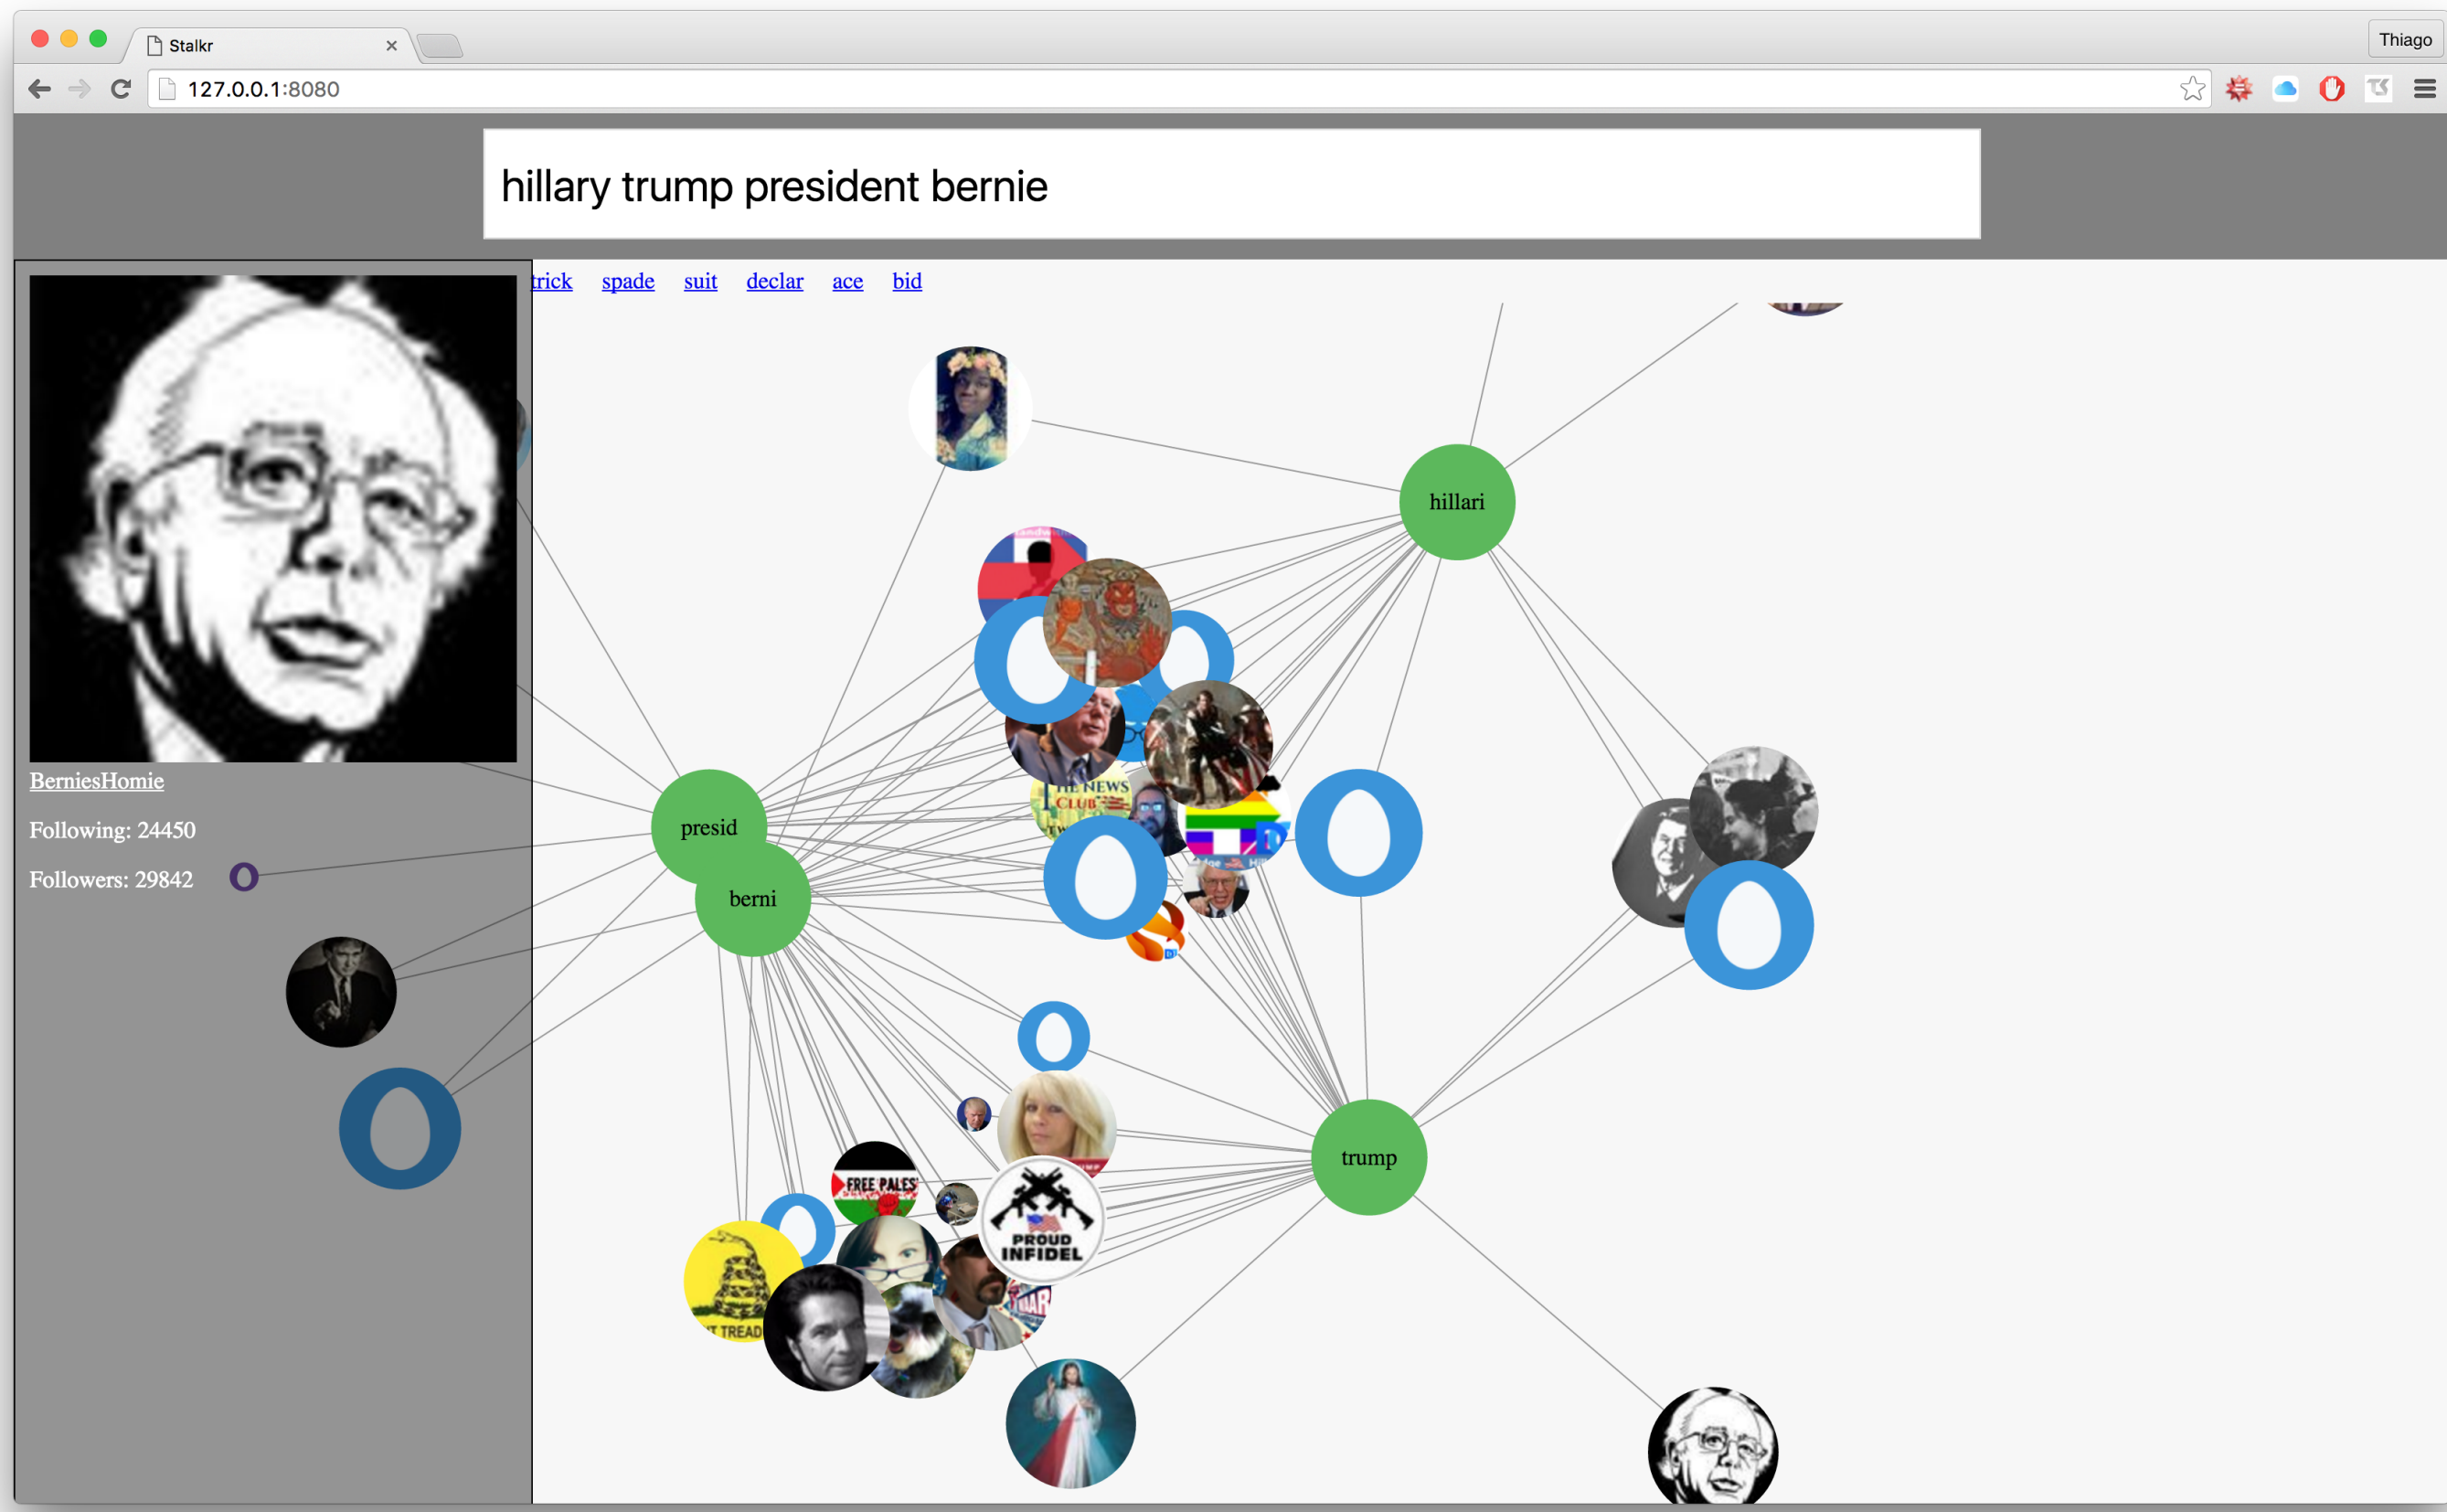 Stalkr
Thiago
127.0.0.1:8080
hillary trump president bernie
trick spade suit declar ace bid
hillari
THE NEWS
CLUB
BerniesHomie
Following: 24450
Followers: 29842
presid
berni
trump
FREE PALES
PROUD
INFIDEL
TREAD